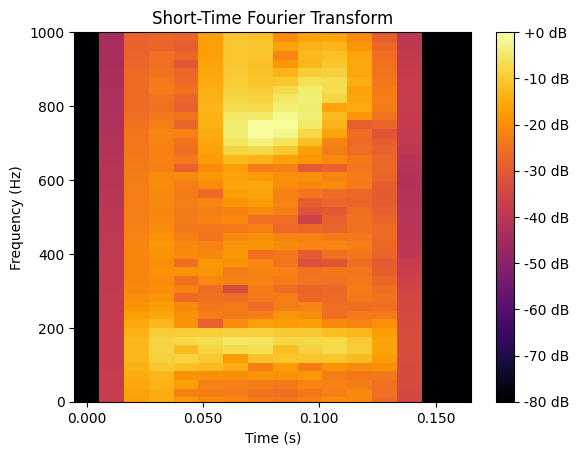 Short-Time Fourier Transform
1000
800
600
400
200
0
Frequency (Hz)
0.000
0.050
0.100
0.150
Time (s)
+0 dB
-10 dB
-20 dB
-30 dB
-40 dB
-50 dB
-60 dB
-70 dB
-80 dB